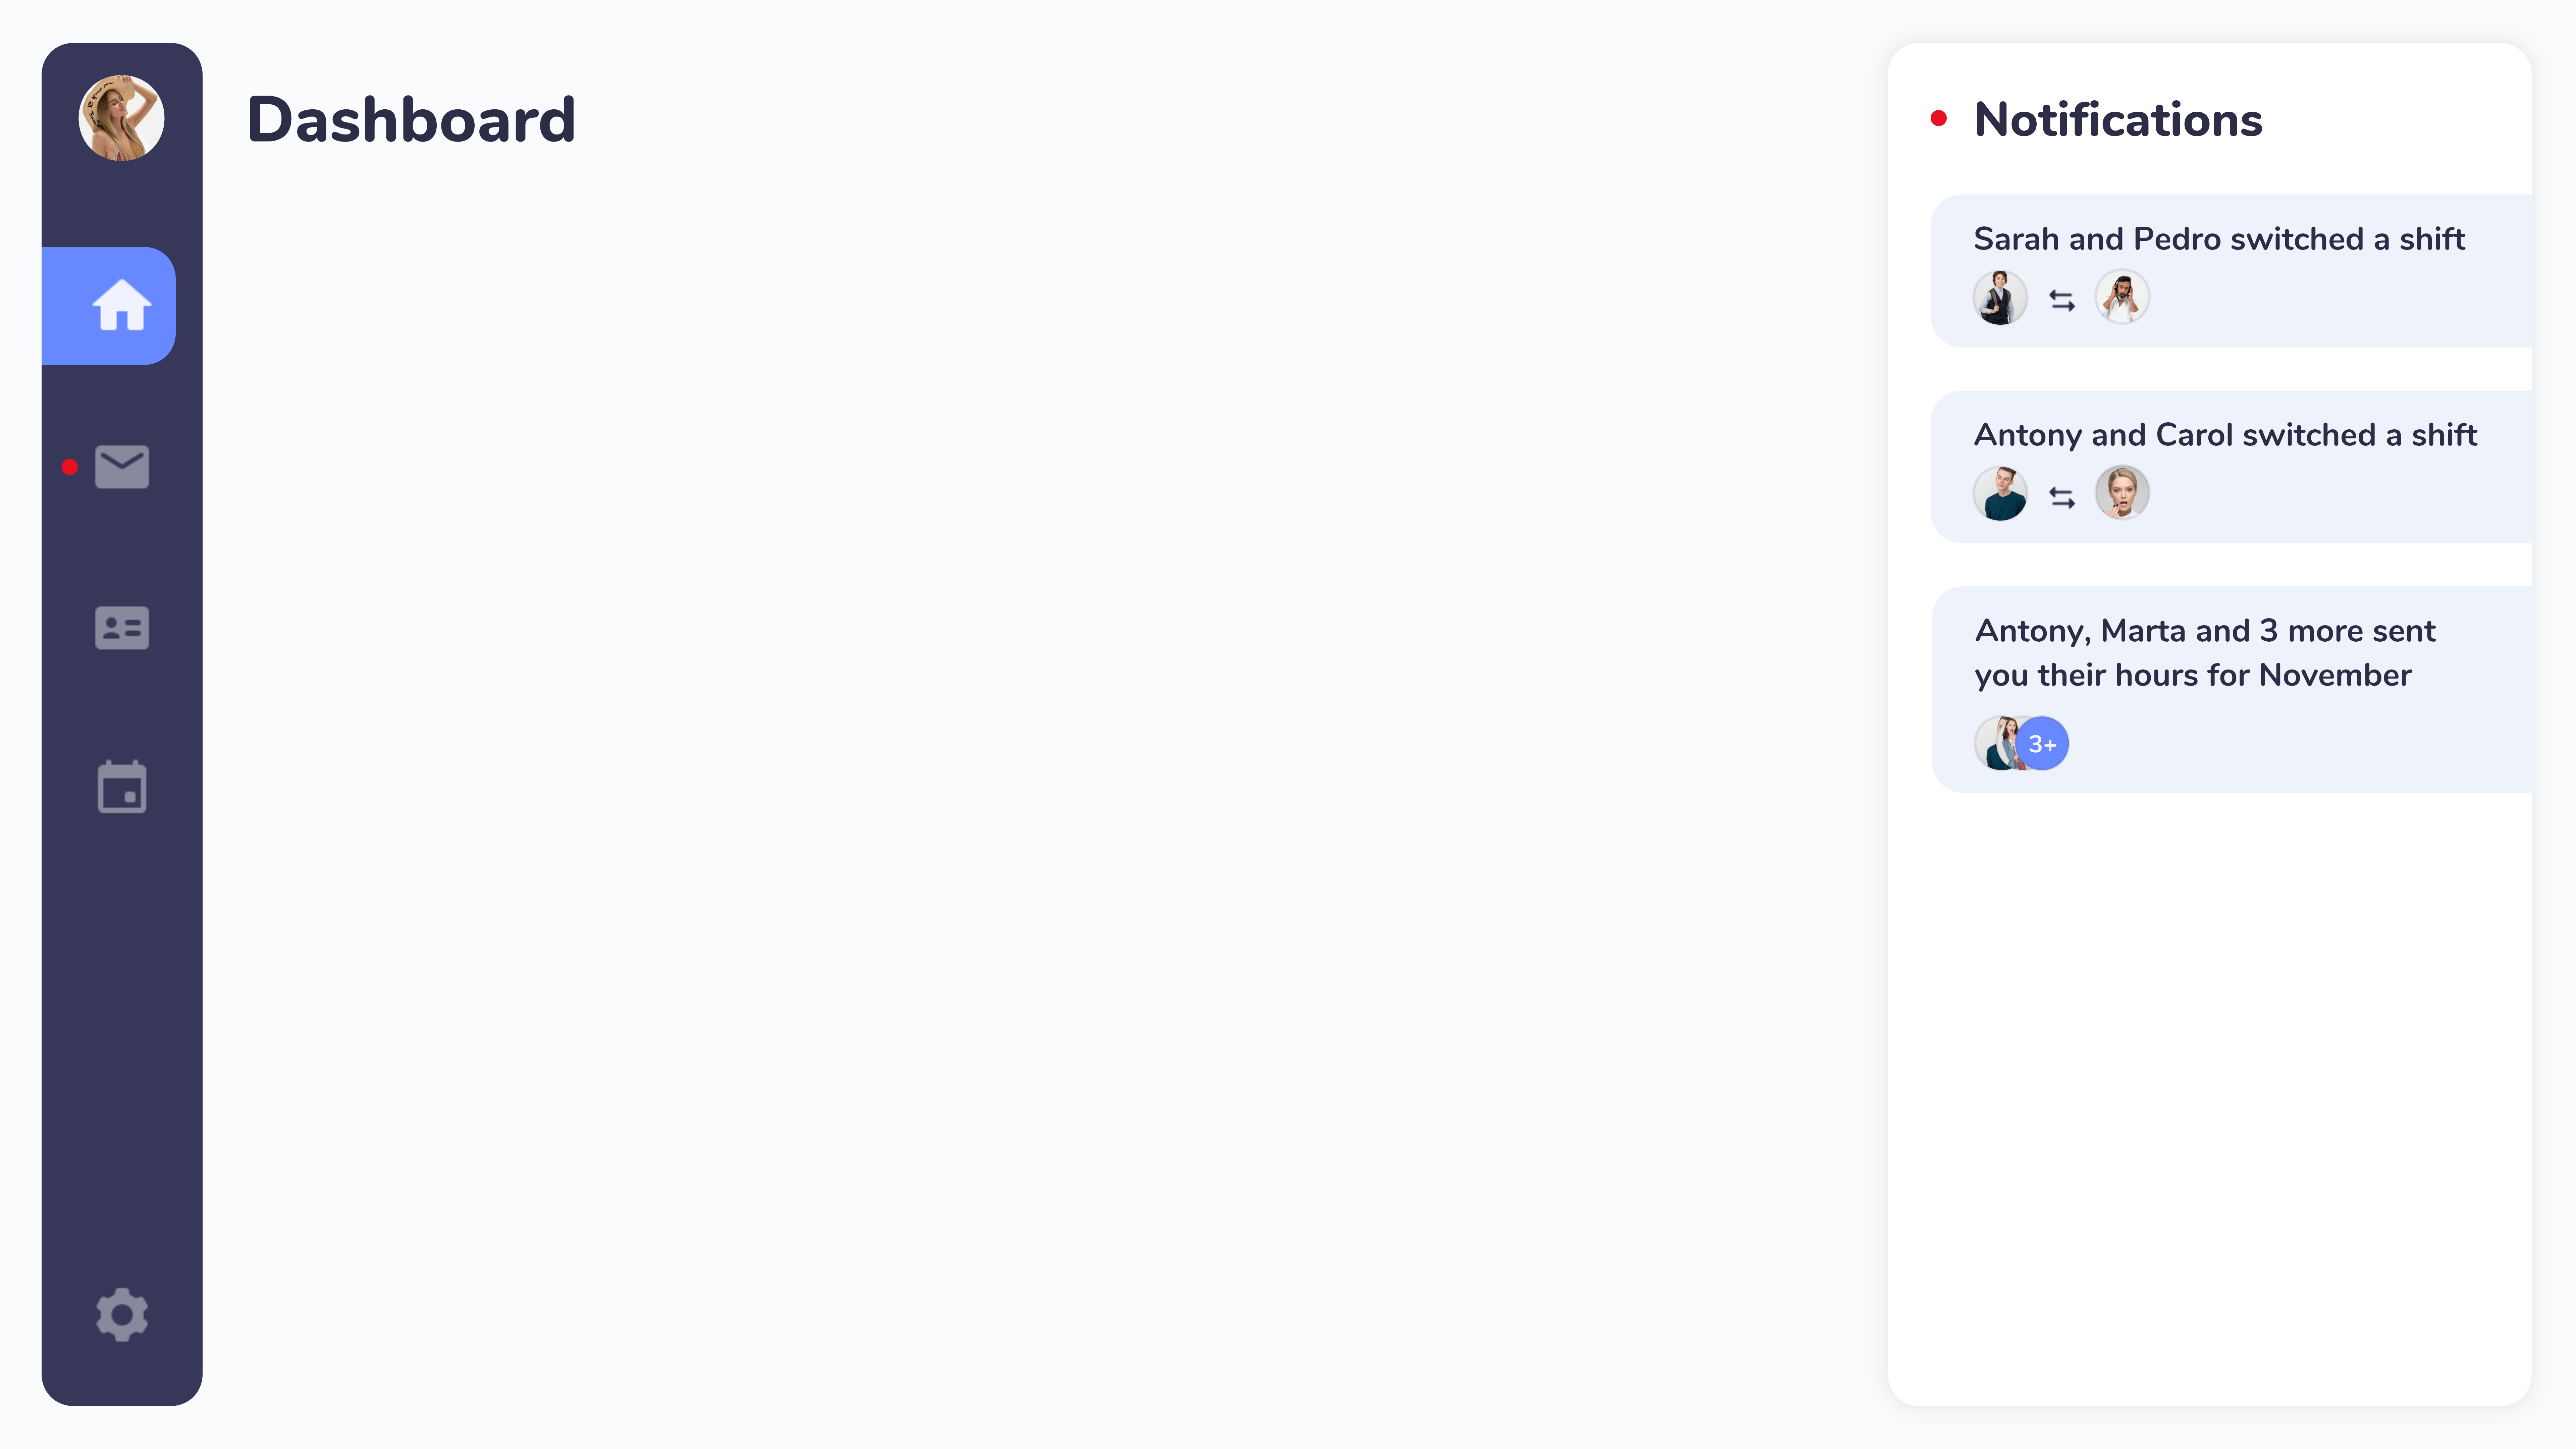 Dashboard
Notifications
Sarah and Pedro switched a shift
Antony and Carol switched a shift
Antony, Marta and 3 more sent
you their hours for November
3+